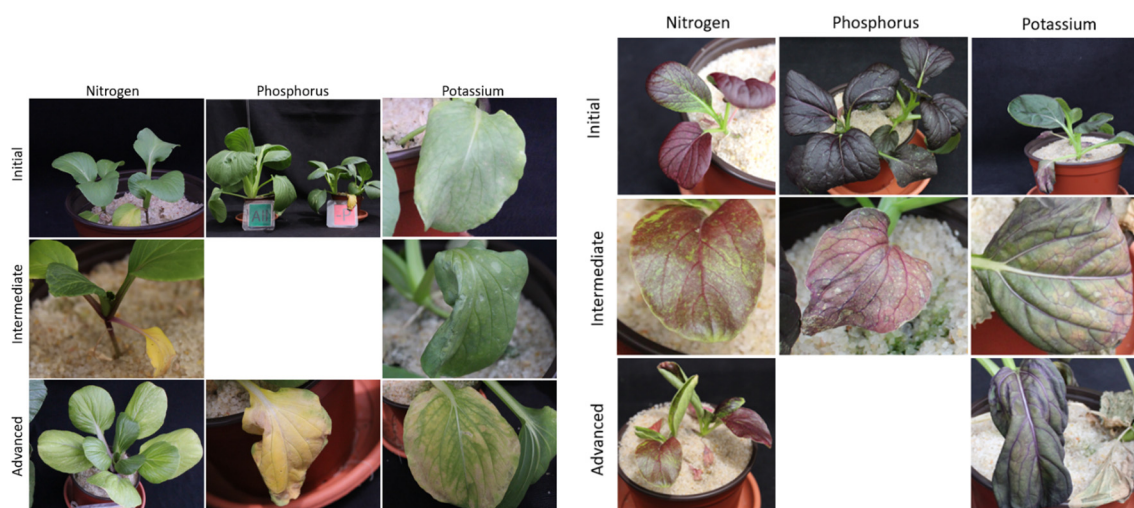 Nitrogen Phosphorus Potassium
Initial
Intermediate
Advanced
Nitrogen Phosphorus Potassium
Initial
Intermediate
Advanced